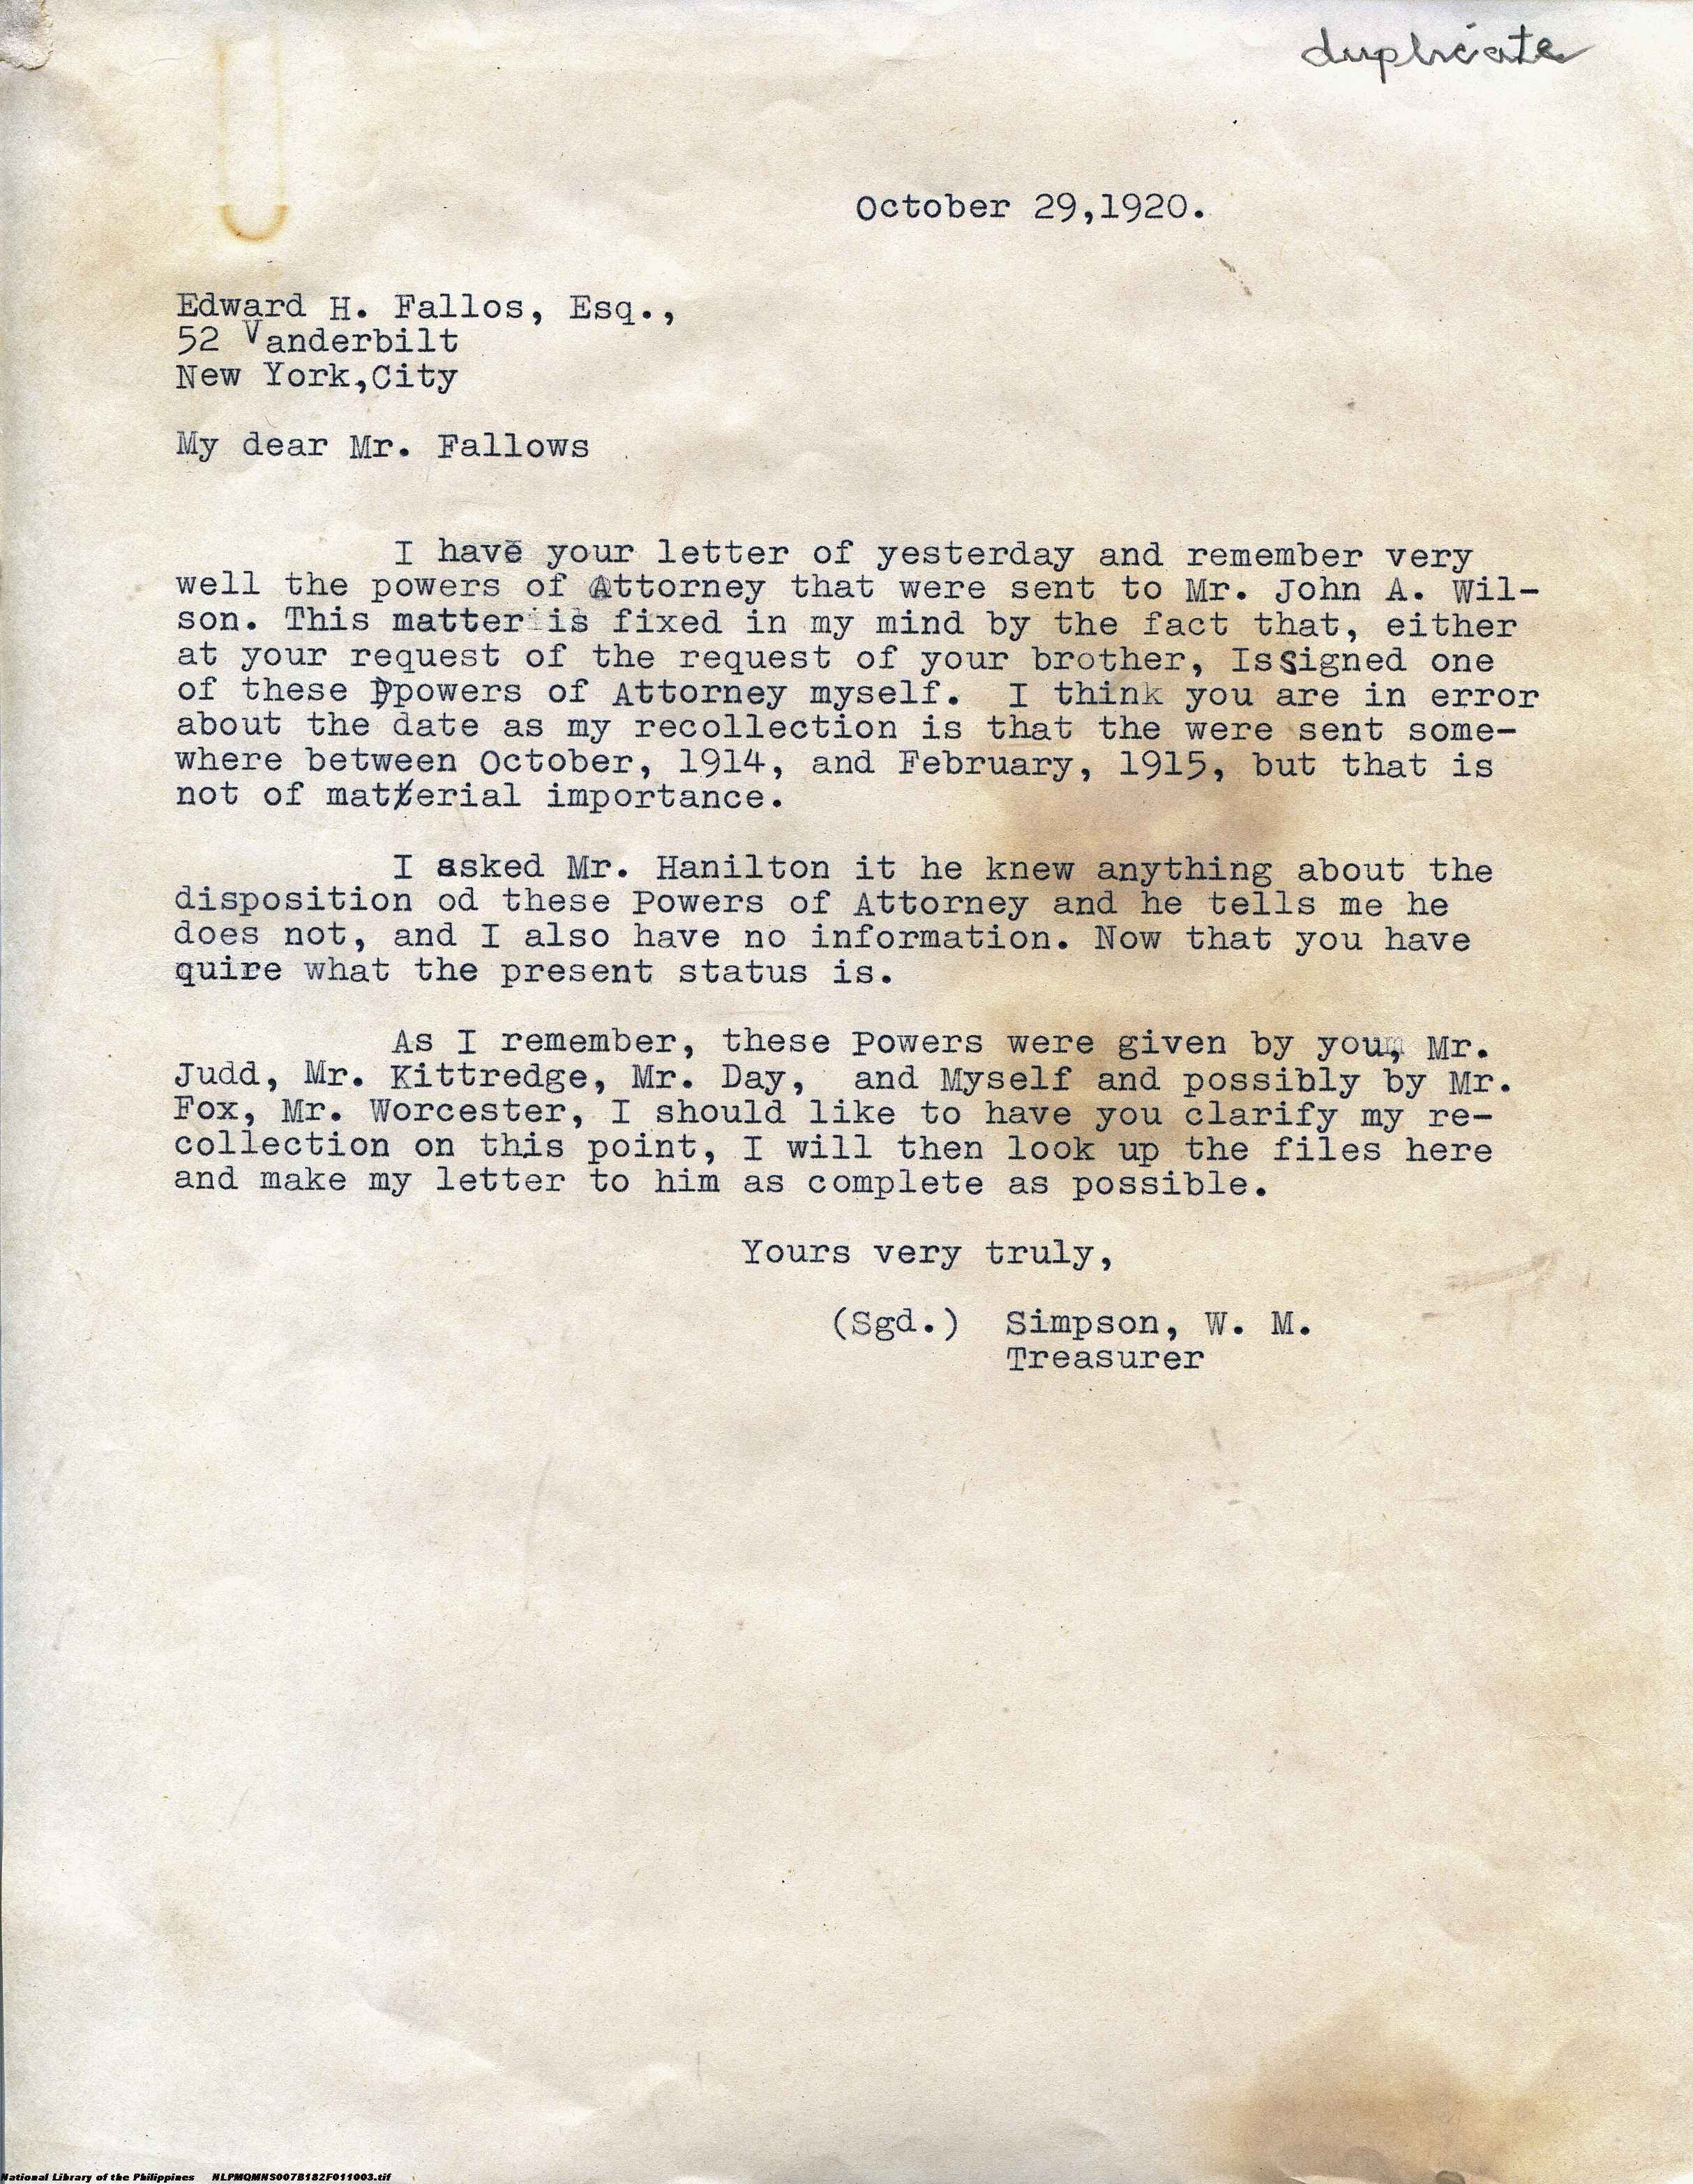 duplicate
October 29,1920.
Edward H. Fallos, Esq.,
52 Vanderbilt
New York,City
My dear Mr. Fallows
I have your letter of yesterday and remember very
well the powers of Attorney that were sent to Mr. John A. Wil-
son. This matter is fixed in my mind by the fact that, either
at your request of the request of your brother, Issigned one
of these Ppowers of Attorney myself. I think you are in error
about the date as my recollection is that the were sent some-
where between October, 1914, and February, 1915, but that is
not of matterial importance.
I asked Mr. Hanilton it he knew anything about the
disposition od these Powers of Attorney and he tells me he
does not, and I also have no information. Now that you have
quire what the present status is.
As I remember, these Powers were given by you, Mr.
Judd, Mr. Kittredge, Mr. Day, and Myself and possibly by Mr.
Fox, Mr. Worcester, I should like to have you clarify my re-
collection on this point, I will then look up the files here
and make my letter to him as complete as possible.
Yours very truly,
(Sgd.) Simpson, W. M.
Treasurer
National Library of the Philippines NLPMQMNS007B182F011003.tif